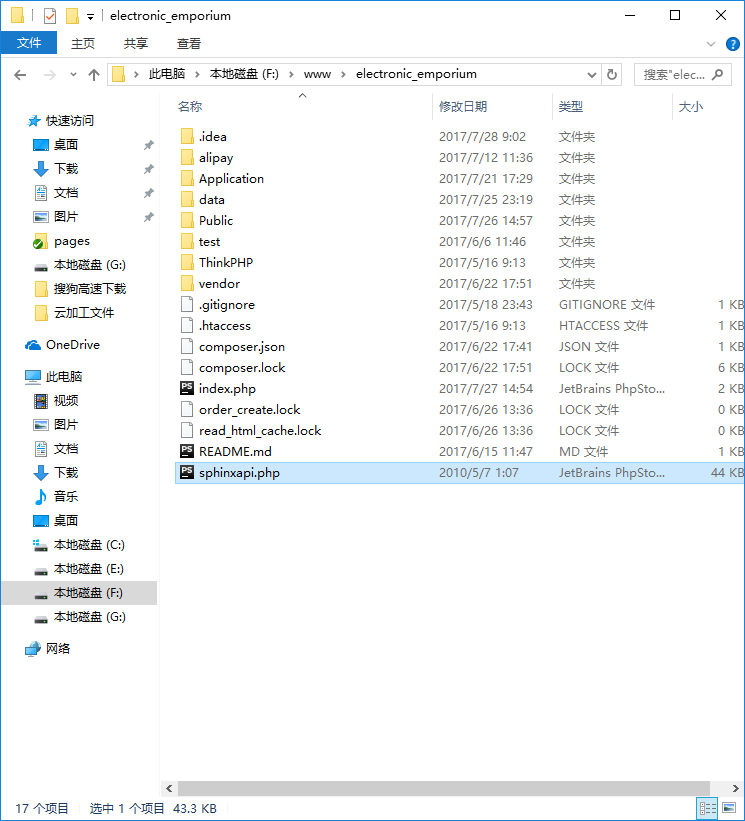 electronic_emporium
文件 主页 共享 查看
此电脑 本地磁盘 (F:) www electronic_emporium 搜索"elec...
名称 修改日期 类型 大小
快速访问
桌面
下载
文档
图片
pages
本地磁盘 (G:)
搜狗高速下载
云加工文件
OneDrive
此电脑
视频
图片
文档
下载
音乐
桌面
本地磁盘 (C:)
本地磁盘 (E:)
本地磁盘 (F:)
本地磁盘 (G:)
网络
.idea 2017/7/28 9:02 文件夹
alipay 2017/7/12 11:36 文件夹
Application 2017/7/21 17:29 文件夹
data 2017/7/25 23:19 文件夹
Public 2017/7/26 14:57 文件夹
test 2017/6/6 11:46 文件夹
ThinkPHP 2017/5/16 9:13 文件夹
vendor 2017/6/22 17:51 文件夹
.gitignore 2017/5/18 23:43 GITIGNORE 文件 1 KB
.htaccess 2017/5/16 9:13 HTACCESS 文件 1 KB
composer.json 2017/6/22 17:41 JSON 文件 1 KB
composer.lock 2017/6/22 17:51 LOCK 文件 6 KB
index.php 2017/7/27 14:54 JetBrains PhpSto... 2 KB
order_create.lock 2017/6/26 13:36 LOCK 文件 0 KB
read_html_cache.lock 2017/6/26 13:36 LOCK 文件 0 KB
README.md 2017/6/15 11:47 MD 文件 1 KB
sphinxapi.php 2010/5/7 1:07 JetBrains PhpSto... 44 KB
17 个项目 选中 1 个项目 43.3 KB